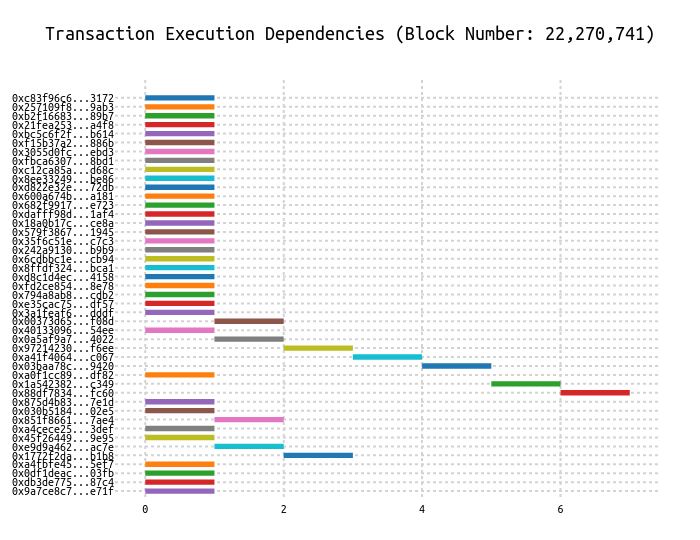 Transaction Execution Dependencies (Block Number: 22,270,741)
0xc83f96c6...3172
0x257109f8...9ab3
0xb2f16683...89b7
0x21fea253...a4f8
0xbc5c6f2f...b614
0xf15b37a2...886b
0x3055d0fc...ebd3
0xfbca6307...8bd1
0xc12ca85a...d68c
0x8ee33249...be86
0xd822e32e...72db
0x600a674b...a181
0x682f9917...e723
0xdafff98d...1af4
0x18a0b17c...ce8a
0x579f3867...1945
0x35f6c51e...c7c3
0x242a9130...b9b9
0x6cdbbc1e...cb94
0x8ffdf324...bca1
0xd8c1d4ec...4158
0xfd2ce854...8e78
0x794a8ab8...cdb2
0xe35cac75...df57
0x3a1feaf6...dddf
0x00373d65...f08d
0x40133096...54ee
0x0a5af9a7...4022
0x97214230...f6ee
0xa41f4064...c067
0x03baa78c...9420
0xa0f1cc89...df82
0x1a542382...c349
0x88df7834...fc60
0x875d4b83...7e1d
0x030b5184...02e5
0x851f8661...7ae4
0xa4cece25...3def
0x45f26449...9e95
0xe9d9a462...ac7e
0x1772f2da...b1b8
0xa4fbfe45...5ef7
0x0df1deac...03fb
0xdb3de775...87c4
0x9a7ce8c7...e71f
0 2 4 6